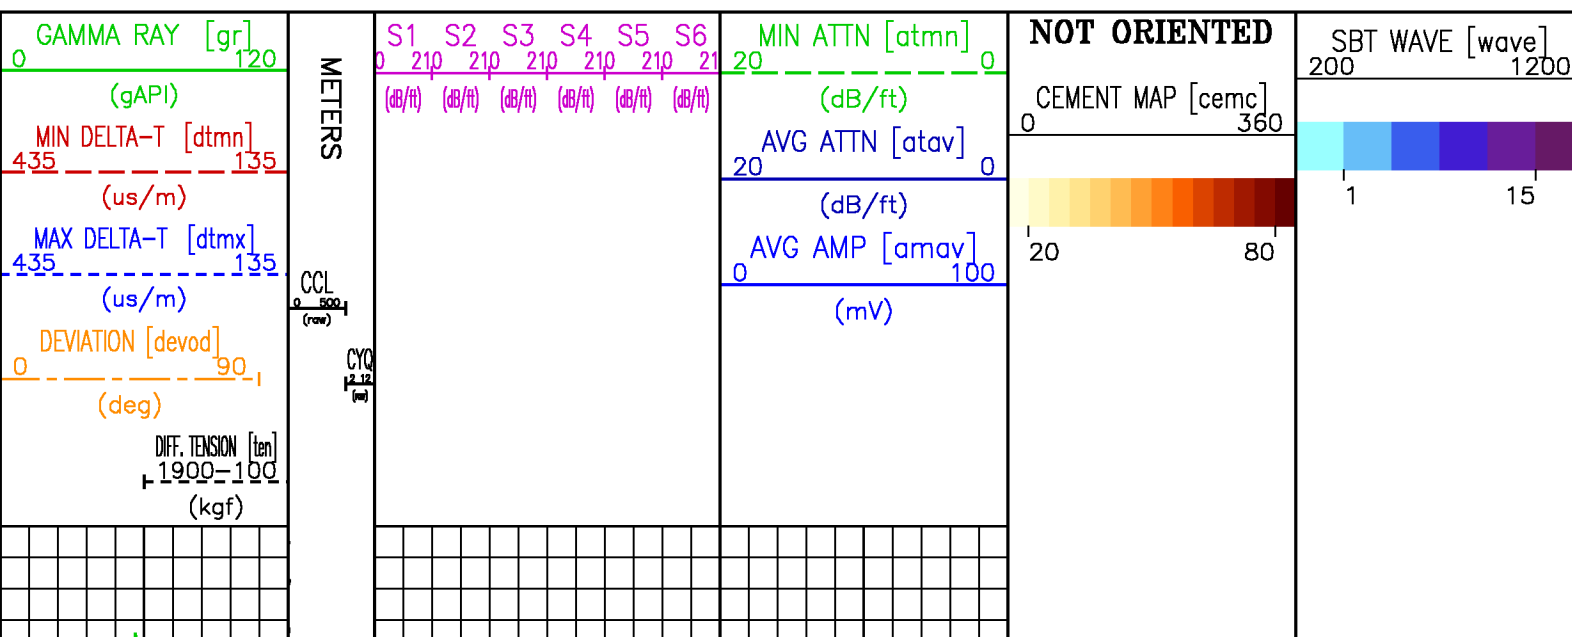 GAMMA RAY [gr]
0 120
(gAPI)
MIN DELTA-T [dtmn]
435 135
(us/m)
MAX DELTA-T [dtmx]
435 135
(us/m)
DEVIATION [devod]
0 90
(deg)
DIFF. TENSION [ten]
1900-100
(kgf)
METERS
CCL
0 500
(raw)
CYQ
2 12
S1 S2 S3 S4 S5 S6
0 21 0 21 0 21 0 21 0 21 0 21
(dB/ft) (dB/ft) (dB/ft) (dB/ft) (dB/ft) (dB/ft)
MIN ATTN [atmn]
20 0
(dB/ft)
AVG ATTN [atav]
20 0
(dB/ft)
AVG AMP [amav]
0 100
(mV)
NOT ORIENTED
CEMENT MAP [cemc]
0 360
20 80
SBT WAVE [wave]
200 1200
1 15